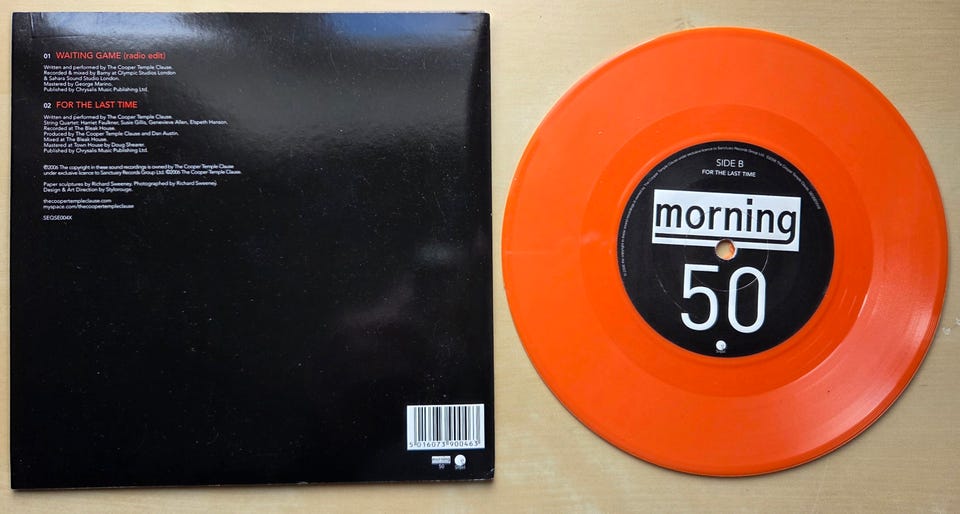 01 WAITING GAME (radio edit)
Written and performed by The Cooper Temple Clause.
Recorded & mixed by Barny at Olympic Studios London
& Sahara Sound Studio London.
Mastered by George Marino.
Published by Chrysalis Music Publishing Ltd.
02 FOR THE LAST TIME
Written and performed by The Cooper Temple Clause.
String Quartet: Harriet Faulkner, Susie Gillis, Genevieve Allen, Elspeth Hanson.
Recorded at The Bleak House.
Produced by The Cooper Temple Clause and Dan Austin.
Mixed at The Bleak House.
Mastered at Town House by Doug Shearer.
Published by Chrysalis Music Publishing Ltd.
℗2006 The copyright in these sound recordings is owned by The Cooper Temple Clause
under exclusive licence to Sanctuary Records Group Ltd. ©2006 The Cooper Temple Clause.
Paper sculptures by Richard Sweeney. Photographed by Richard Sweeney.
Design & Art Direction by Stylorouge.
thecoopertempleclause.com
myspace.com/thecoopertempleclause
SEQSE004X
5 016073 900463
morning
50
SIDE B
FOR THE LAST TIME
morning
50